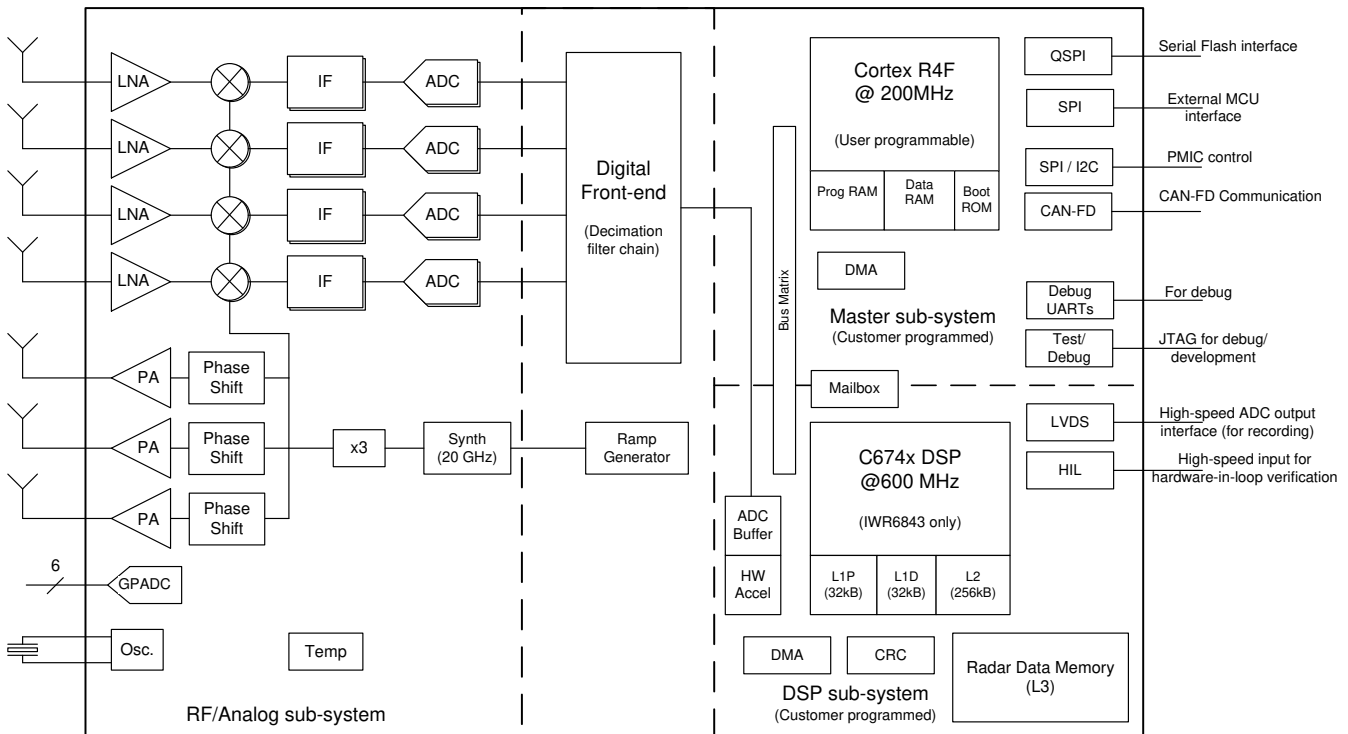 LNA
IF
ADC
LNA
IF
ADC
LNA
IF
ADC
LNA
IF
ADC
Digital
Front-end
(Decimation
filter chain)
PA
Phase
Shift
PA
Phase
Shift
PA
Phase
Shift
x3
Synth
(20 GHz)
Ramp
Generator
6
GPADC
Osc.
Temp
RF/Analog sub-system
Bus Matrix
Cortex R4F
@ 200MHz
(User programmable)
Prog RAM
Data
RAM
Boot
ROM
DMA
Master sub-system
(Customer programmed)
Mailbox
QSPI
Serial Flash interface
SPI
External MCU
interface
SPI / I2C
PMIC control
CAN-FD
CAN-FD Communication
Debug
UARTs
For debug
Test/
Debug
JTAG for debug/
development
LVDS
High-speed ADC output
interface (for recording)
HIL
High-speed input for
hardware-in-loop verification
C674x DSP
@600 MHz
(IWR6843 only)
L1P
(32kB)
L1D
(32kB)
L2
(256kB)
ADC
Buffer
HW
Accel
DMA
CRC
Radar Data Memory
(L3)
DSP sub-system
(Customer programmed)